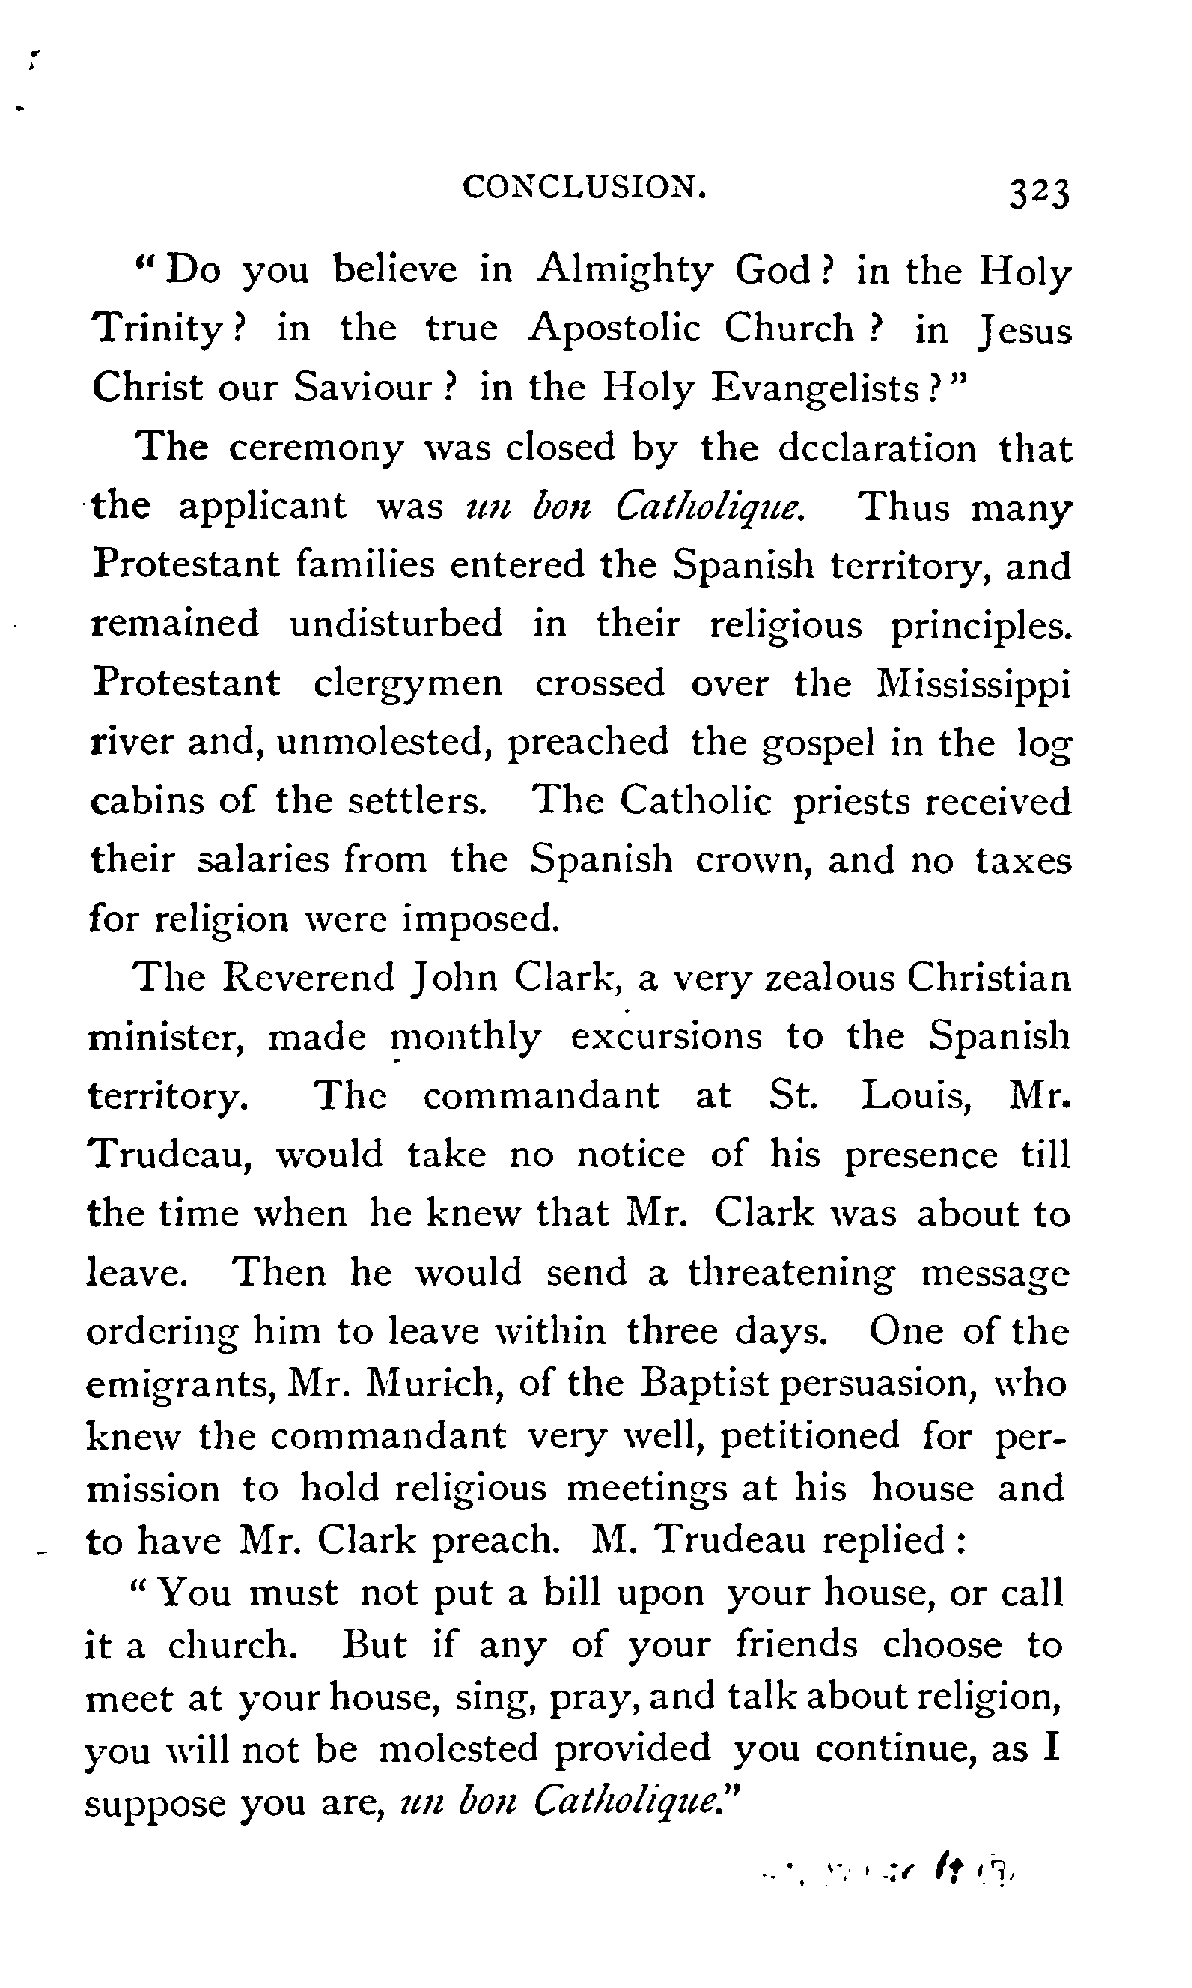 CONCLUSION. 323
“ Do you believe in Almighty God ? in the Holy
Trinity ? in the true Apostolic Church ? in Jesus
Christ our Saviour ? in the Holy Evangelists ? ”
The ceremony was closed by the declaration that
the applicant was un bon Catholique. Thus many
Protestant families entered the Spanish territory, and
remained undisturbed in their religious principles.
Protestant clergymen crossed over the Mississippi
river and, unmolested, preached the gospel in the log
cabins of the settlers. The Catholic priests received
their salaries from the Spanish crown, and no taxes
for religion were imposed.
The Reverend John Clark, a very zealous Christian
minister, made monthly excursions to the Spanish
territory. The commandant at St. Louis, Mr.
Trudeau, would take no notice of his presence till
the time when he knew that Mr. Clark was about to
leave. Then he would send a threatening message
ordering him to leave within three days. One of the
emigrants, Mr. Murich, of the Baptist persuasion, who
knew the commandant very well, petitioned for per-
mission to hold religious meetings at his house and
to have Mr. Clark preach. M. Trudeau replied :
“ You must not put a bill upon your house, or call
it a church. But if any of your friends choose to
meet at your house, sing, pray, and talk about religion,
you will not be molested provided you continue, as I
suppose you are, un bon Catholique.”